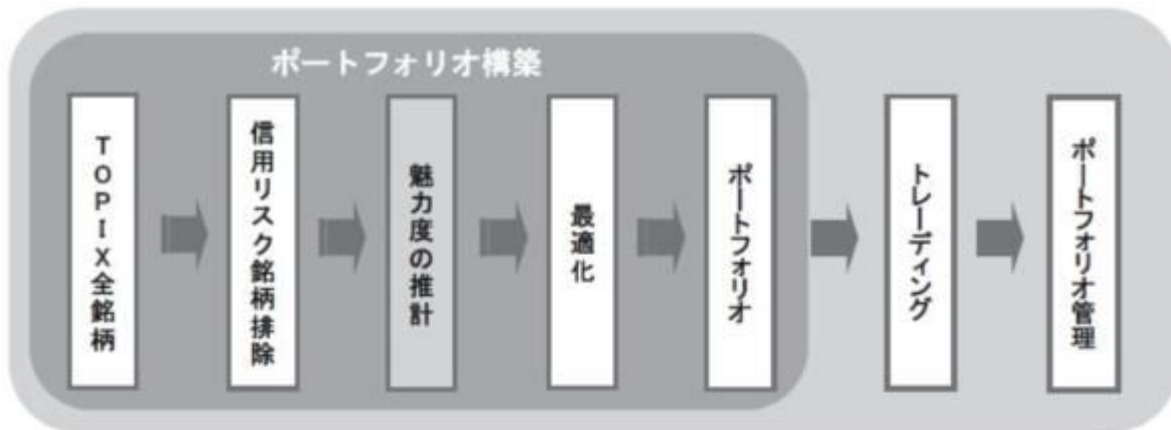 ポートフォリオ構築
TOPIX全銘柄
信用リスク銘柄排除
魅力度の推計
最適化
ポートフォリオ
トレーディング
ポートフォリオ管理